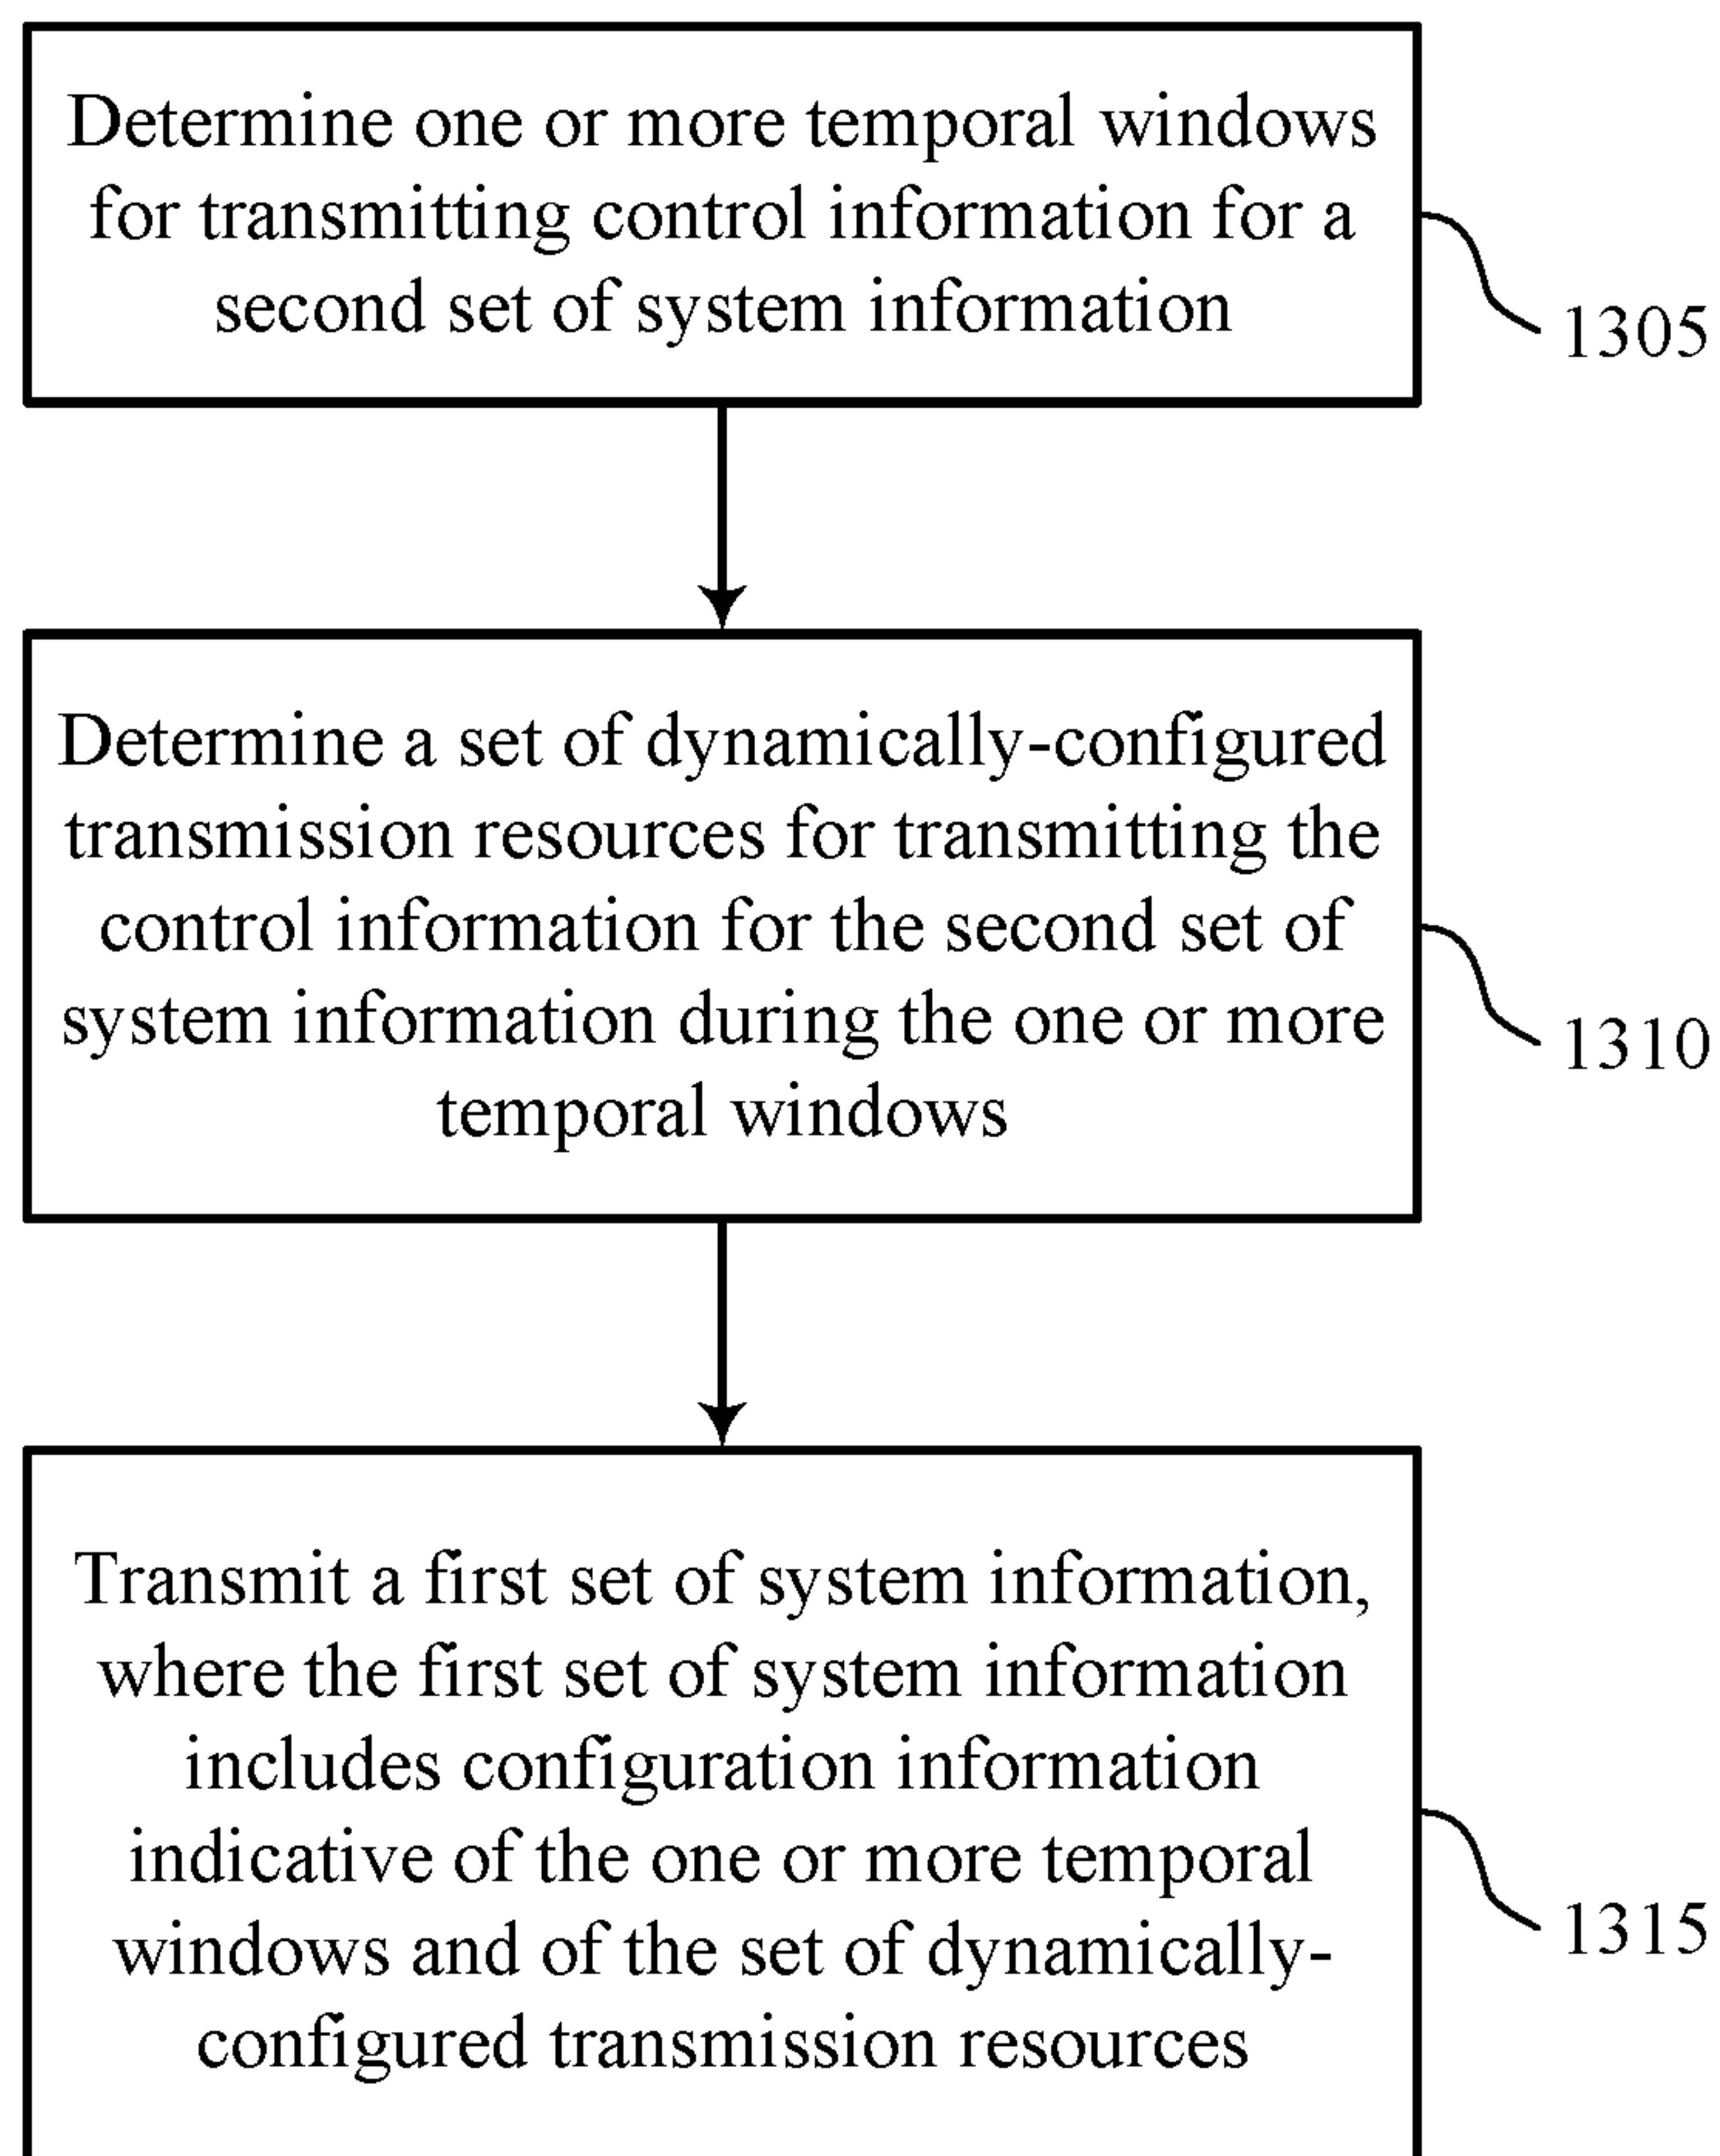 Determine one or more temporal windows
for transmitting control information for a
second set of system information
1305
Determine a set of dynamically-configured
transmission resources for transmitting the
control information for the second set of
system information during the one or more
temporal windows
1310
Transmit a first set of system information,
where the first set of system information
includes configuration information
indicative of the one or more temporal
windows and of the set of dynamically-
configured transmission resources
1315